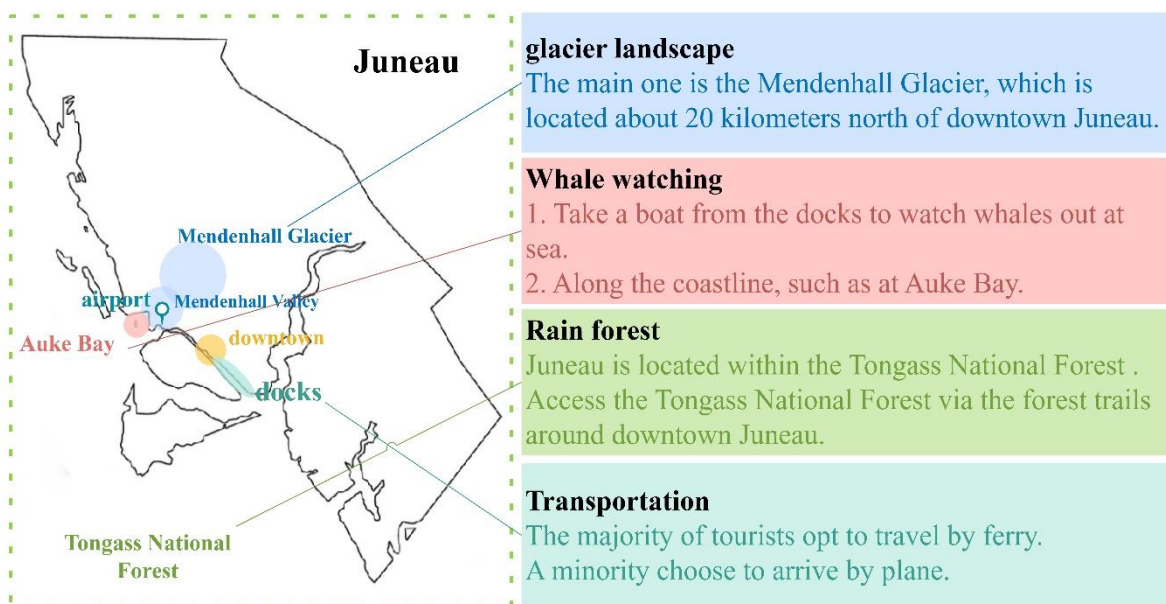 Juneau
Mendenhall Glacier
airport
Mendenhall Valley
Auke Bay
downtown
docks
Tongass National
Forest
glacier landscape
The main one is the Mendenhall Glacier, which is
located about 20 kilometers north of downtown Juneau.
Whale watching
1. Take a boat from the docks to watch whales out at
sea.
2. Along the coastline, such as at Auke Bay.
Rain forest
Juneau is located within the Tongass National Forest .
Access the Tongass National Forest via the forest trails
around downtown Juneau.
Transportation
The majority of tourists opt to travel by ferry.
A minority choose to arrive by plane.